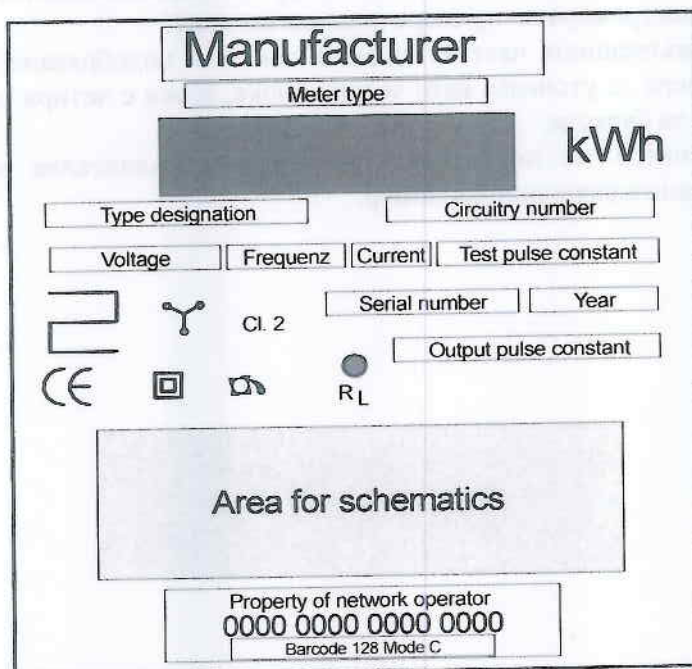 Manufacturer
Meter type
kWh
Type designation Circuitry number
Voltage Frequenz Current Test pulse constant
Serial number Year
Cl. 2
Output pulse constant
CE
RL
Area for schematics
Property of network operator
0000 0000 0000 0000
Barcode 128 Mode C